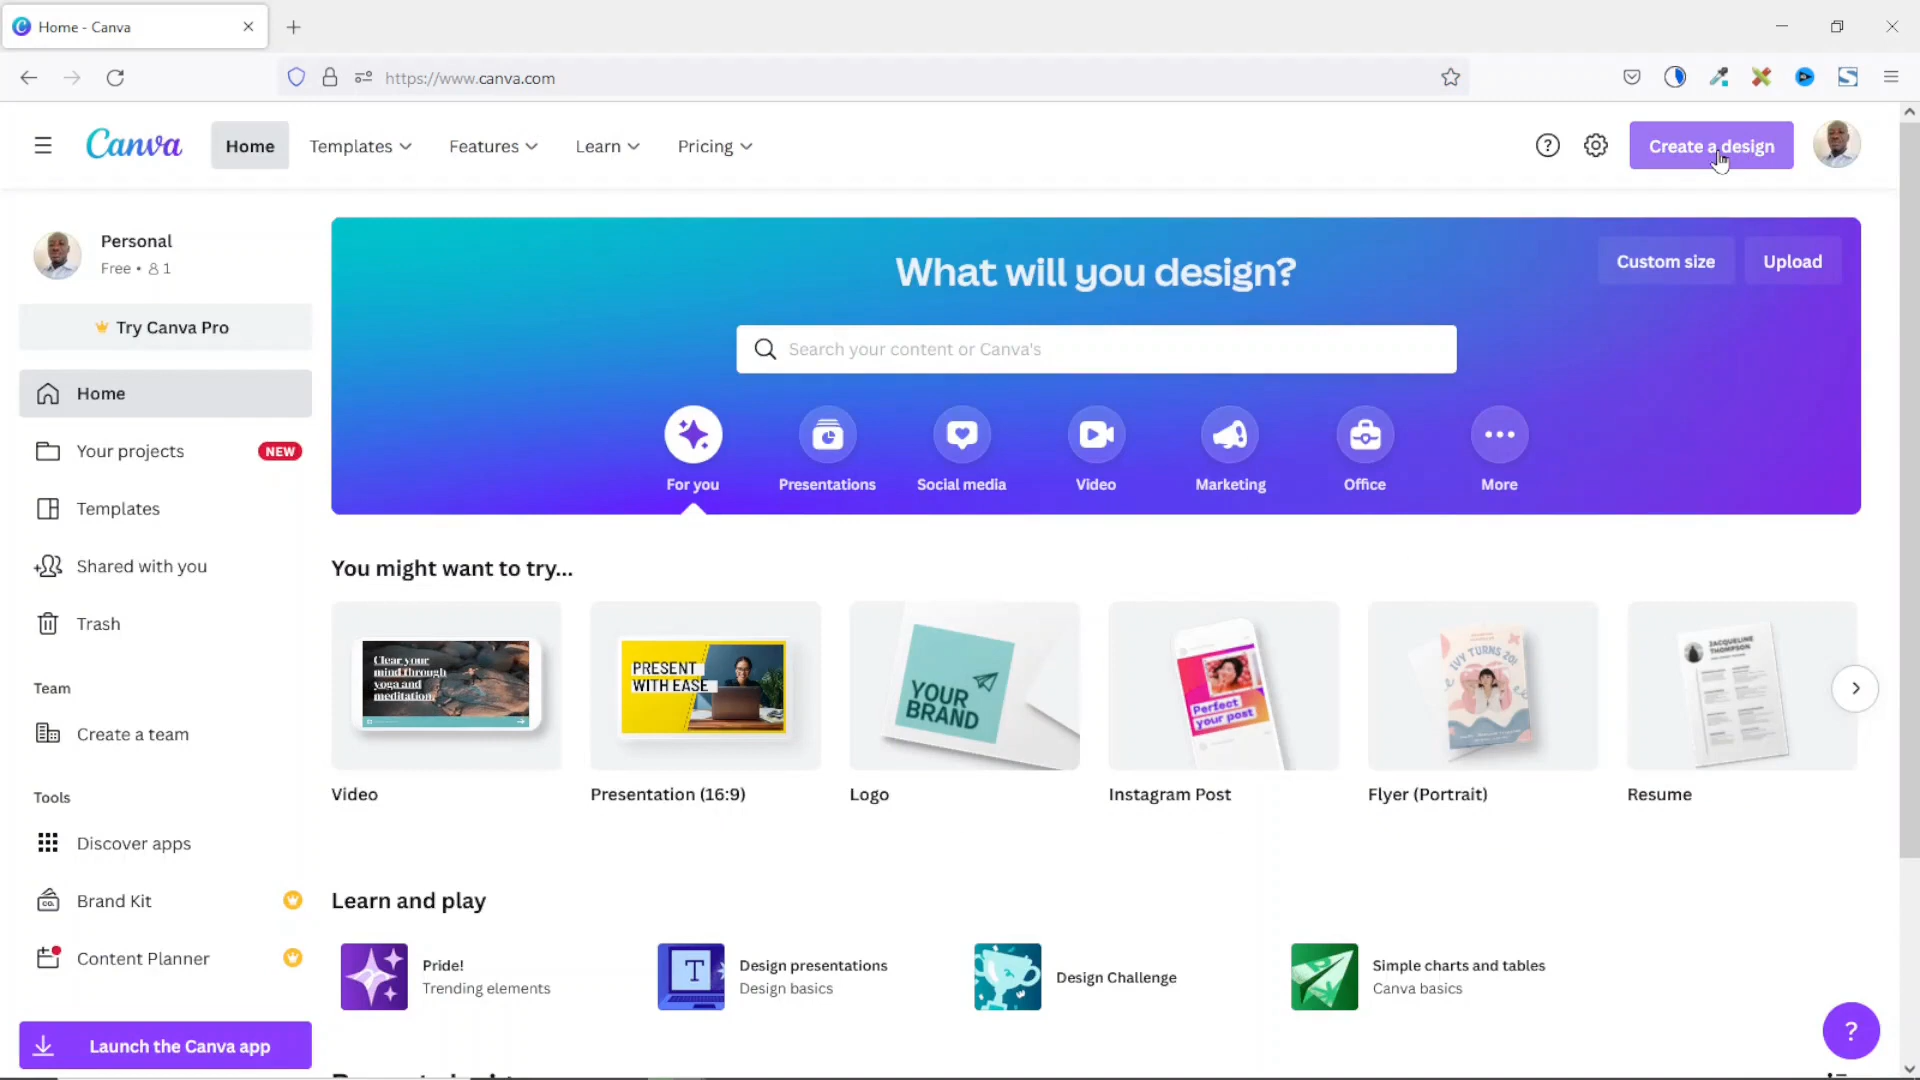 Home - Canva
https://www.canva.com
Canva
Home
Templates
Features
Learn
Pricing
Create a design
Personal
Free • 1
Try Canva Pro
Home
Your projects
NEW
Templates
Shared with you
Trash
Team
Create a team
Tools
Discover apps
Brand Kit
Content Planner
Launch the Canva app
What will you design?
Custom size
Upload
Search your content or Canva's
For you
Presentations
Social media
Video
Marketing
Office
More
You might want to try...
Clear your
mind through
yoga and
meditation.
PRESENT
WITH EASE
YOUR
BRAND
Perfect
your post
IVY TURNS 20!
JACQUELINE
THOMPSON
Video
Presentation (16:9)
Logo
Instagram Post
Flyer (Portrait)
Resume
Learn and play
Pride!
Trending elements
T
Design presentations
Design basics
Design Challenge
Simple charts and tables
Canva basics
?